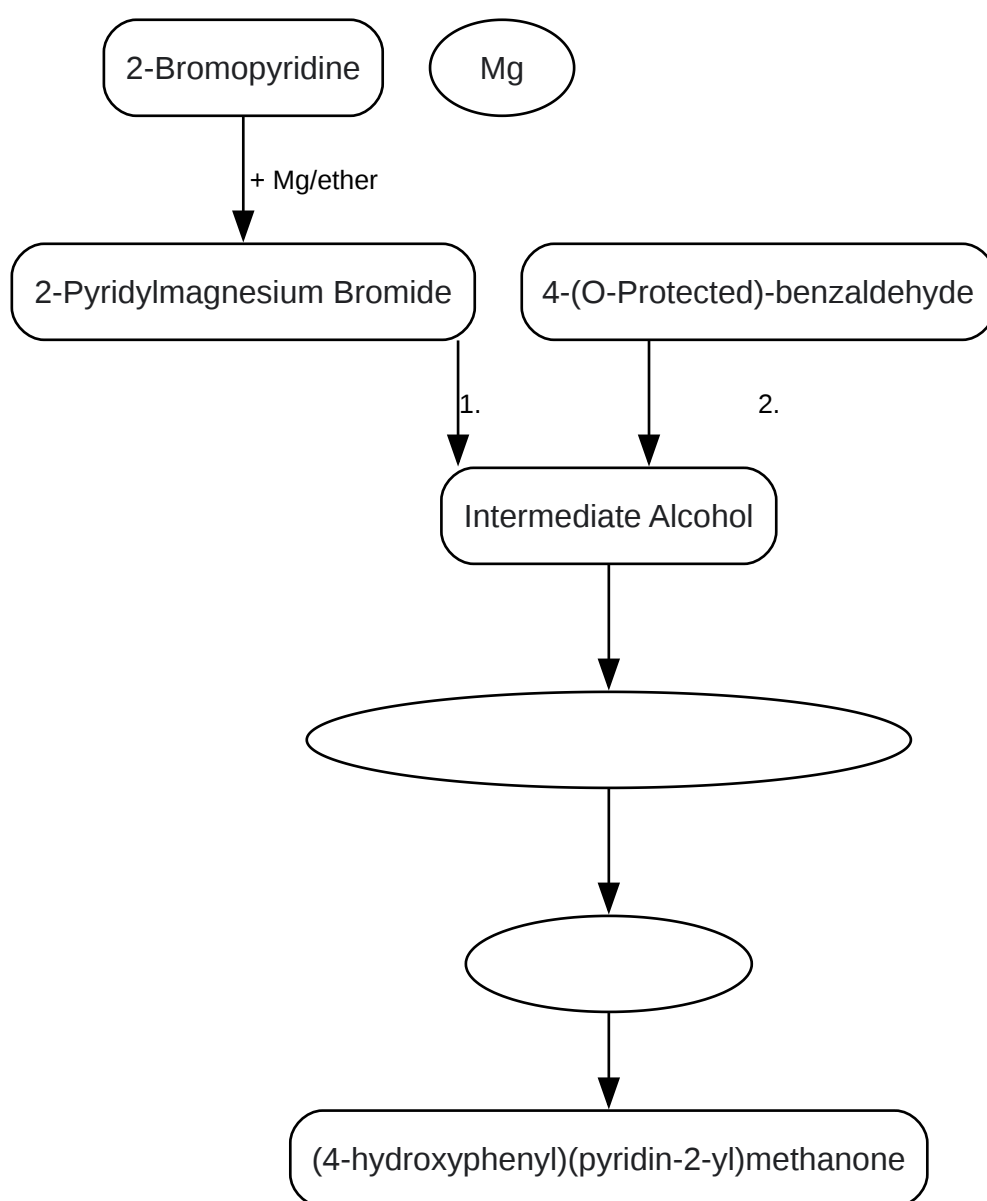 2-Bromopyridine
Mg
+ Mg/ether
2-Pyridylmagnesium Bromide
4-(O-Protected)-benzaldehyde
1.
2.
Intermediate Alcohol
(4-hydroxyphenyl)(pyridin-2-yl)methanone